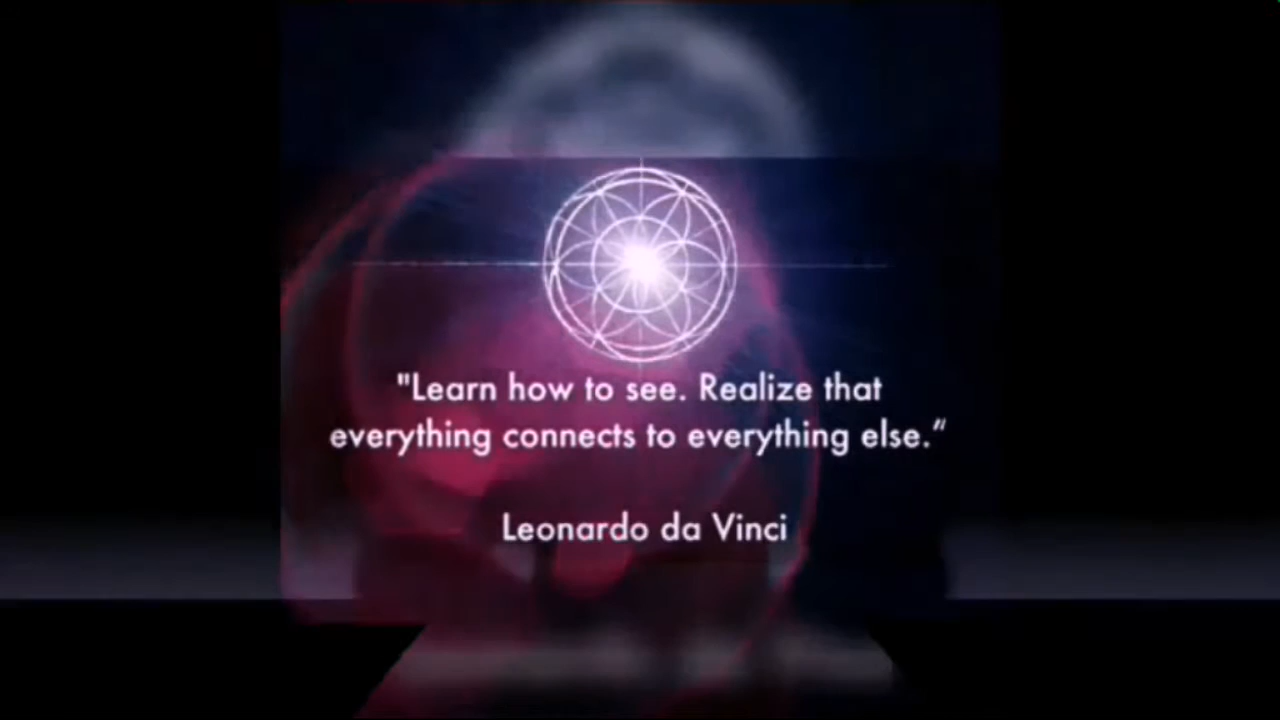 "Learn how to see. Realize that
everything connects to everything else.“
Leonardo da Vinci